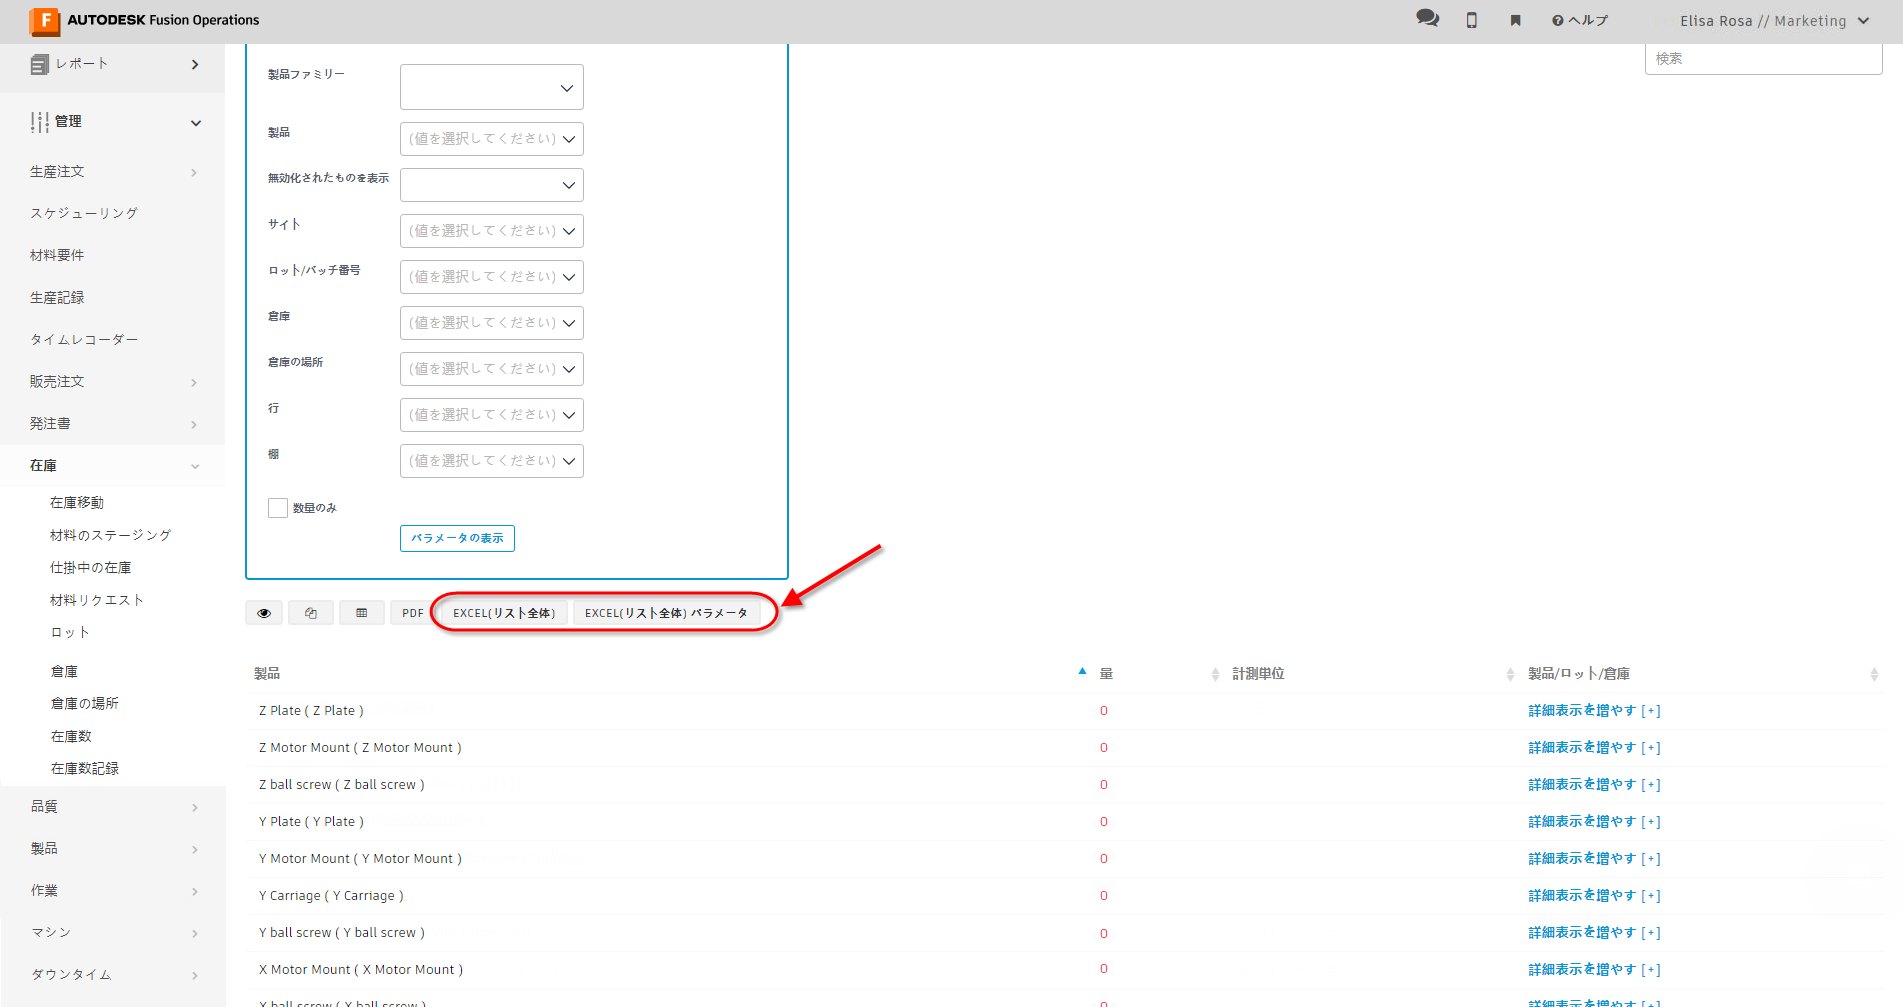 F AUTODESK Fusion Operations
ヘルプ
Elisa Rosa // Marketing
検索
レポート
管理
生産注文
スケジューリング
材料要件
生産記録
タイムレコーダー
販売注文
発注書
在庫
在庫移動
材料のステージング
仕掛中の在庫
材料リクエスト
ロット
倉庫
倉庫の場所
在庫数
在庫数記録
品質
製品
作業
マシン
ダウンタイム
製品ファミリー
製品 (値を選択してください)
無効化されたものを表示
サイト (値を選択してください)
ロット/バッチ番号 (値を選択してください)
倉庫 (値を選択してください)
倉庫の場所 (値を選択してください)
行 (値を選択してください)
棚 (値を選択してください)
数量のみ
パラメータの表示
PDF EXCEL(リスト全体) EXCEL(リスト全体) パラメータ
製品 量 計測単位 製品/ロット/倉庫
Z Plate ( Z Plate ) 0 詳細表示を増やす [+]
Z Motor Mount ( Z Motor Mount ) 0 詳細表示を増やす [+]
Z ball screw ( Z ball screw ) 0 詳細表示を増やす [+]
Y Plate ( Y Plate ) 0 詳細表示を増やす [+]
Y Motor Mount ( Y Motor Mount ) 0 詳細表示を増やす [+]
Y Carriage ( Y Carriage ) 0 詳細表示を増やす [+]
Y ball screw ( Y ball screw ) 0 詳細表示を増やす [+]
X Motor Mount ( X Motor Mount ) 0 詳細表示を増やす [+]
X ball screw ( X ball screw ) 0 詳細表示を増やす [+]